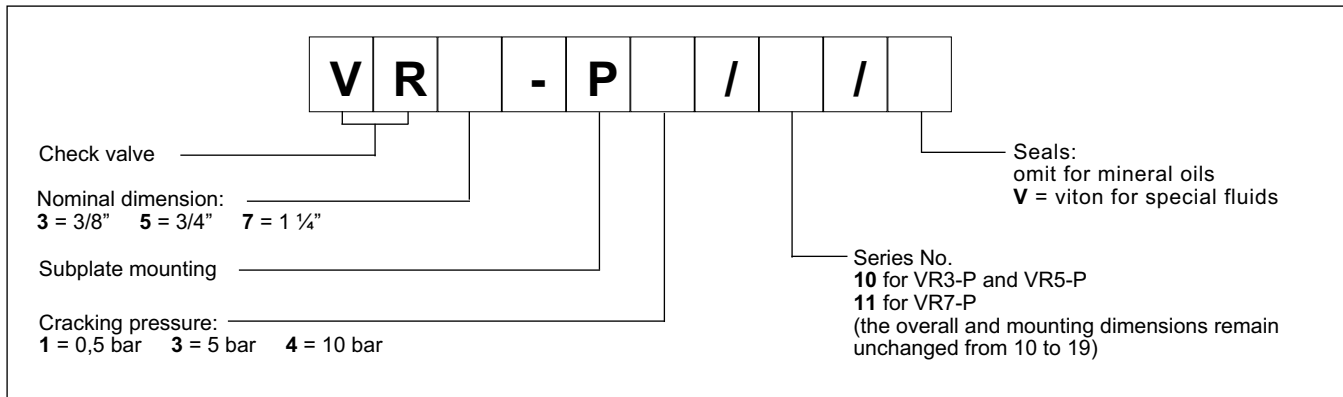 V R - P / /
Check valve
Nominal dimension:
3 = 3/8” 5 = 3/4” 7 = 1 ¼”
Subplate mounting
Cracking pressure:
1 = 0,5 bar 3 = 5 bar 4 = 10 bar
Seals:
omit for mineral oils
V = viton for special fluids
Series No.
10 for VR3-P and VR5-P
11 for VR7-P
(the overall and mounting dimensions remain
unchanged from 10 to 19)